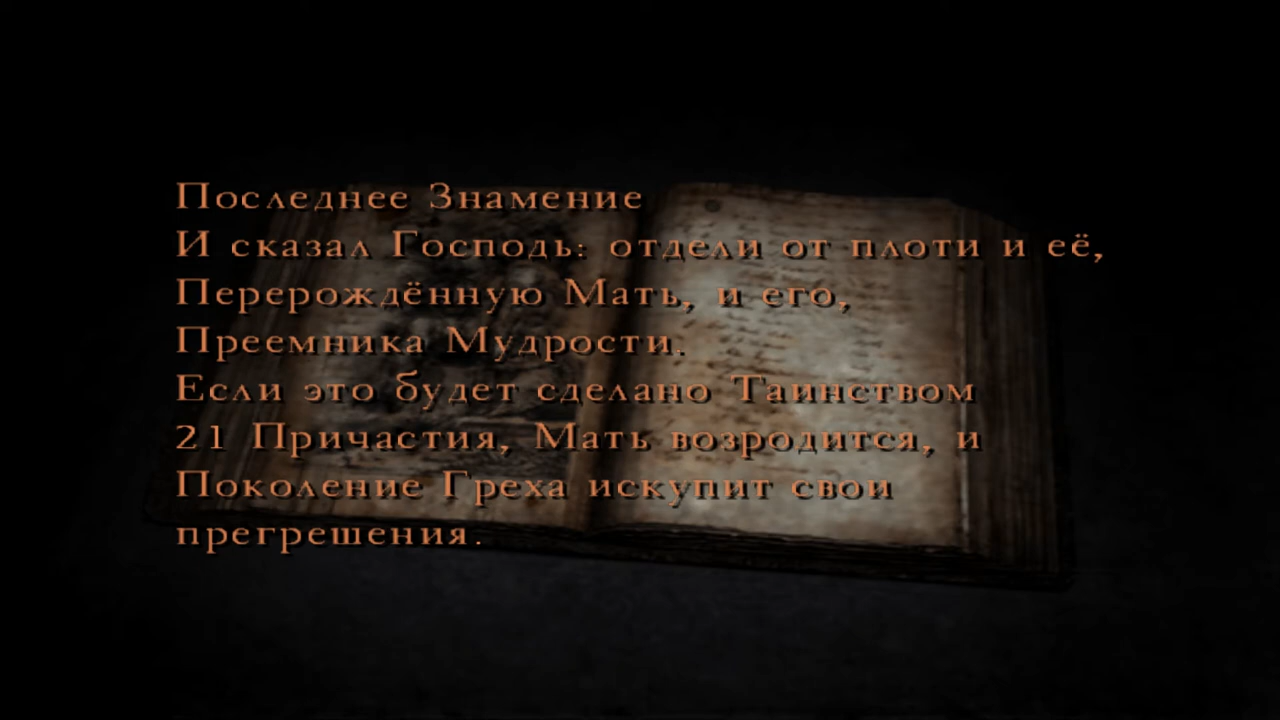 Последнее Знамение
И сказал Господь: отдели от плоти и её,
Перерождённую Мать, и его,
Преемника Мудрости.
Если это будет сделано Таинством
21 Причастия, Мать возродится, и
Поколение Греха искупит свои
прегрешения.